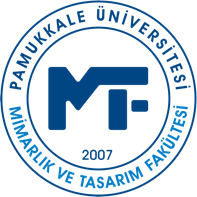 PAMUKKALE ÜNİVERSİTESİ
MF
2007
MİMARLIK VE TASARIM FAKÜLTESİ